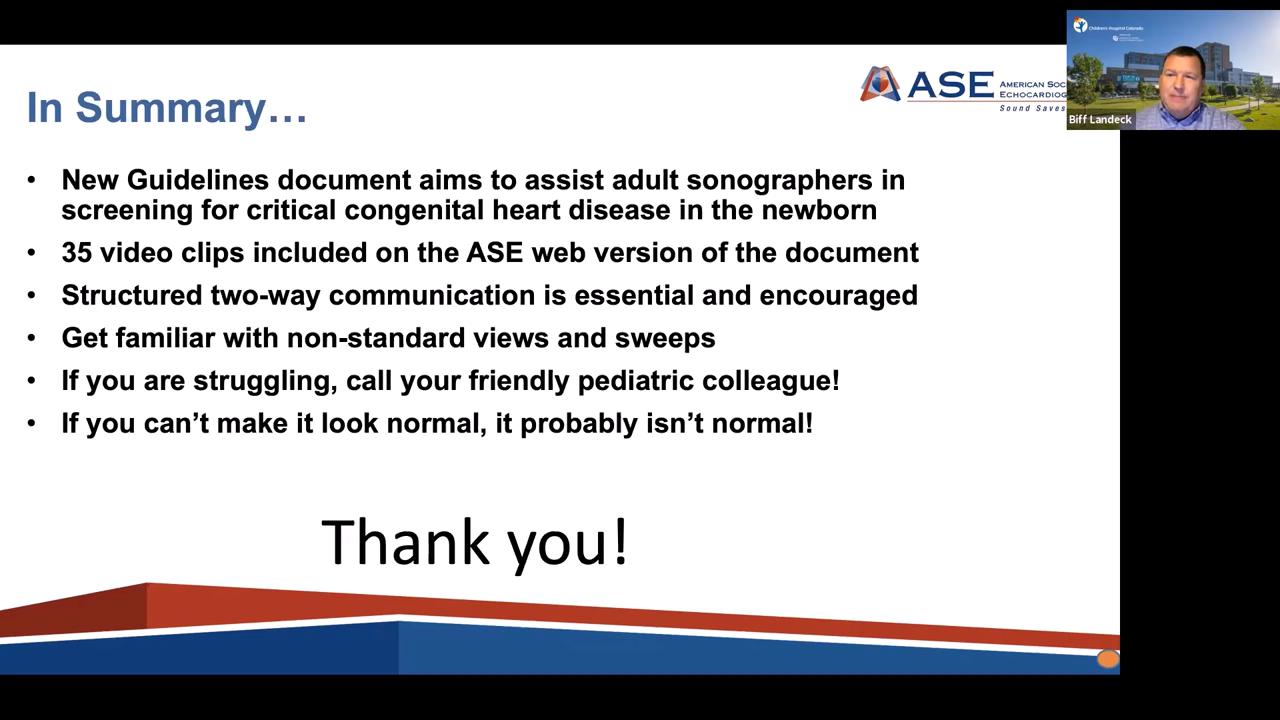 In Summary…
ASE
AMERICAN SOC
ECHOCARDIOG
Sound Saves
Children's Hospital Colorado
Biff Landeck
• New Guidelines document aims to assist adult sonographers in
screening for critical congenital heart disease in the newborn
• 35 video clips included on the ASE web version of the document
• Structured two-way communication is essential and encouraged
• Get familiar with non-standard views and sweeps
• If you are struggling, call your friendly pediatric colleague!
• If you can’t make it look normal, it probably isn’t normal!
Thank you!